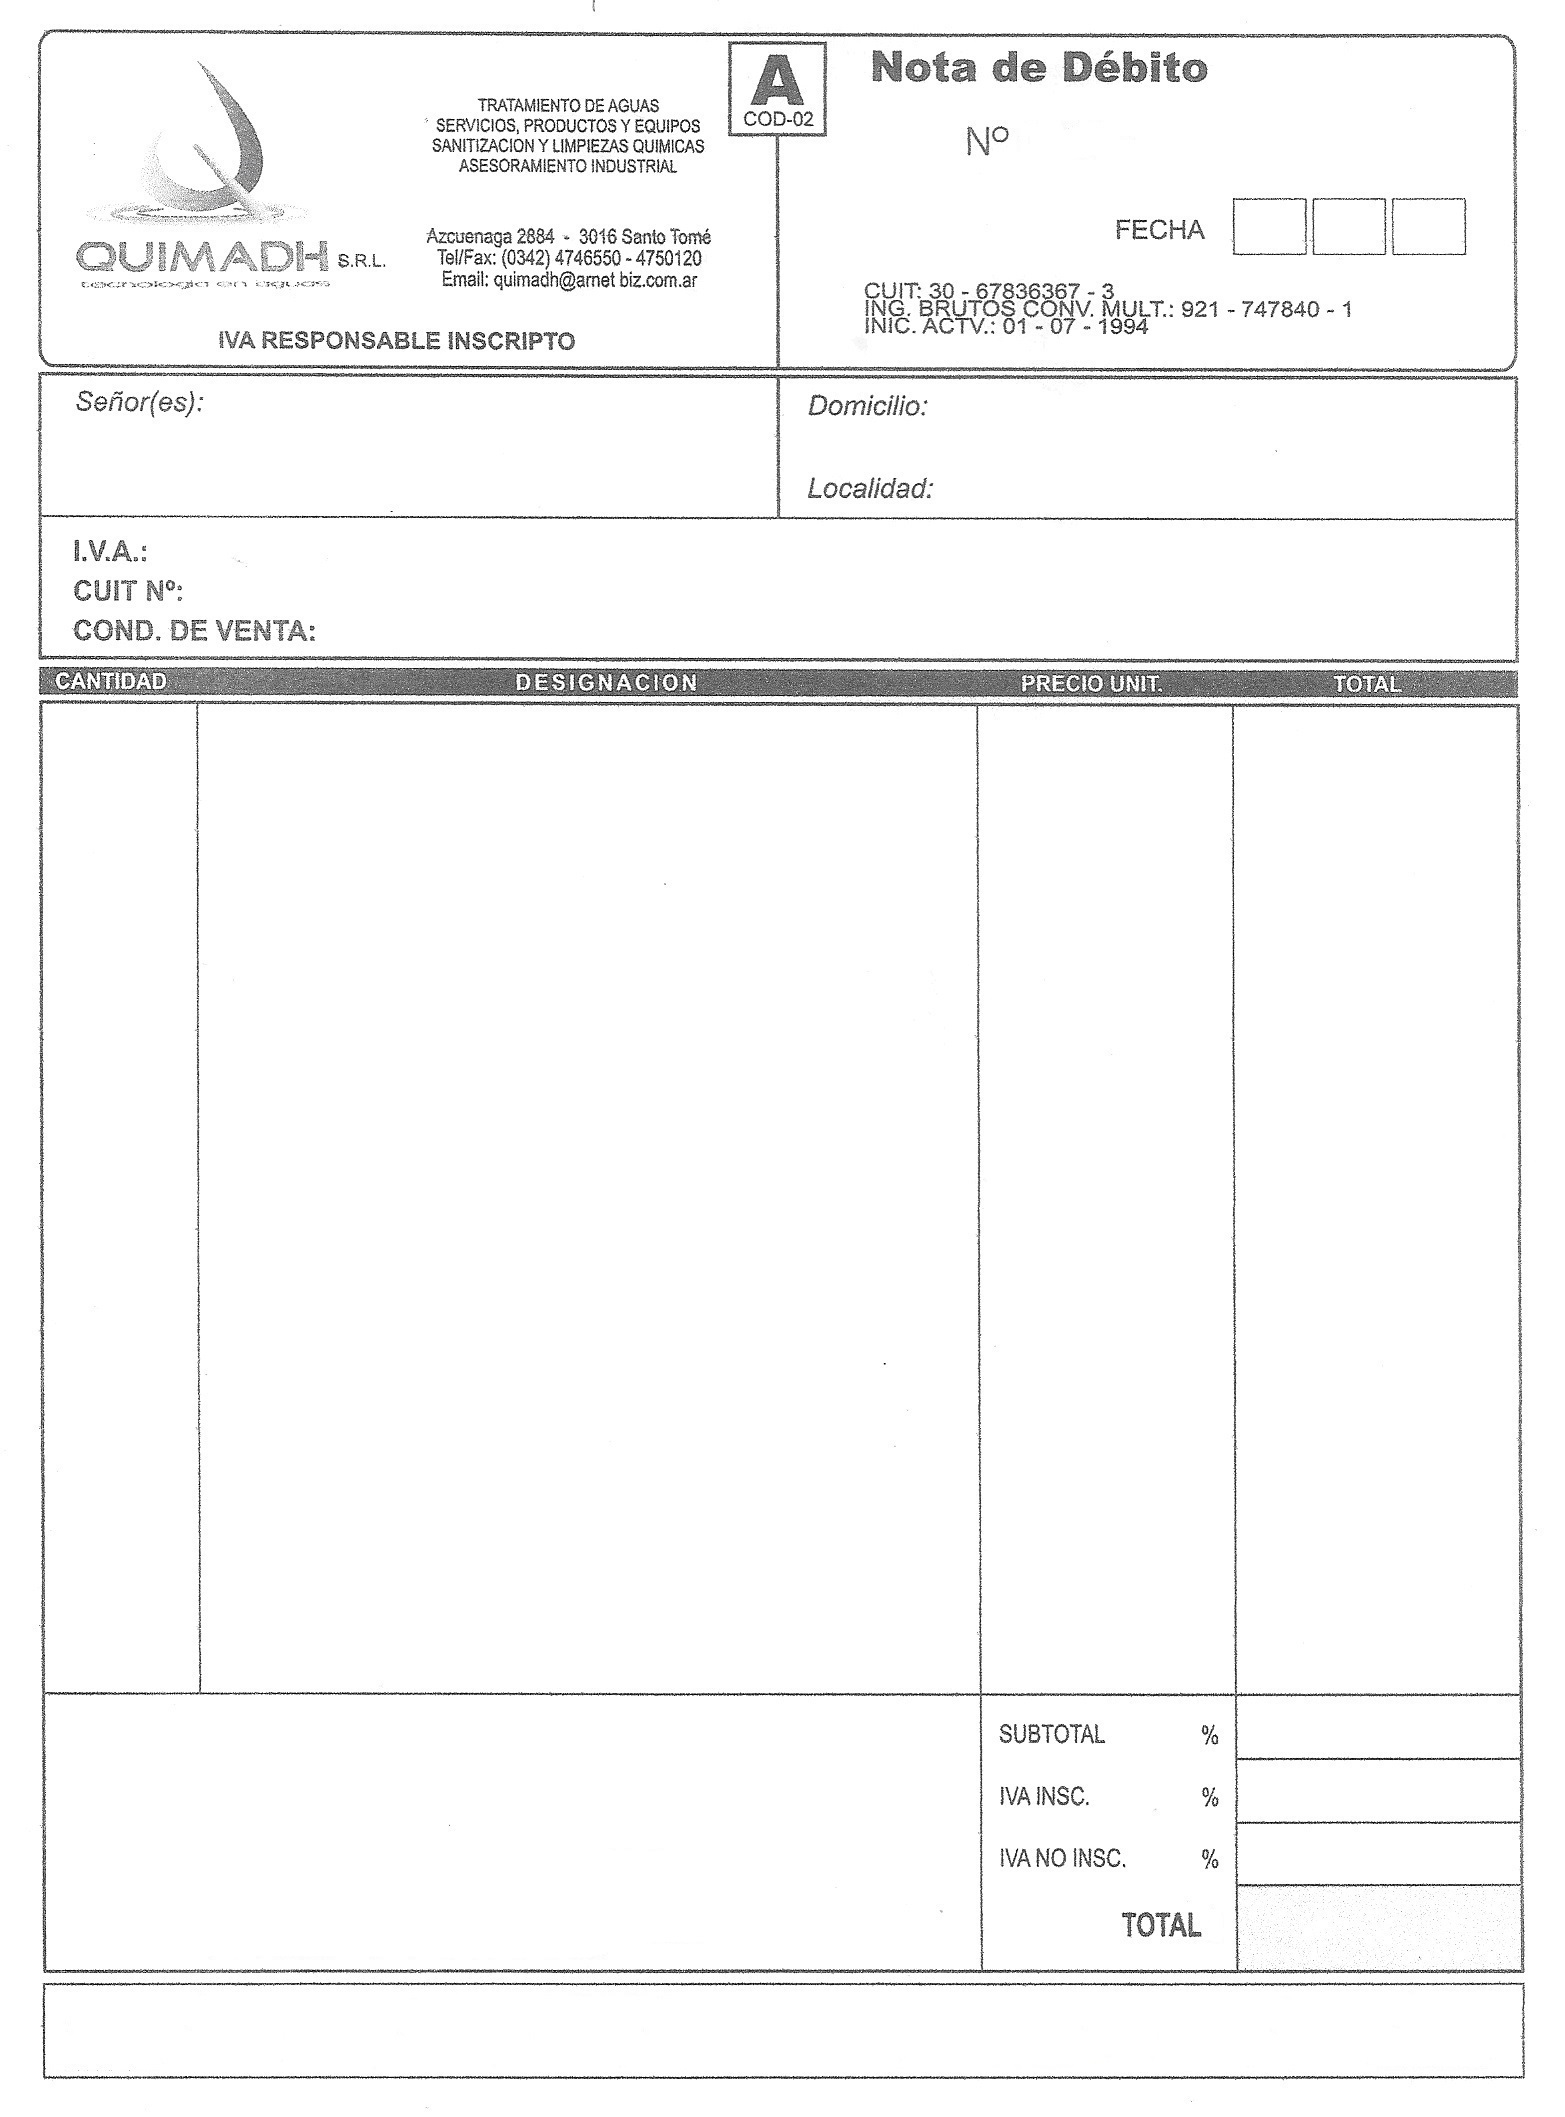 QUIMADH S.R.L.
tecnologia en aguas
TRATAMIENTO DE AGUAS
SERVICIOS, PRODUCTOS Y EQUIPOS
SANITIZACION Y LIMPIEZAS QUIMICAS
ASESORAMIENTO INDUSTRIAL
Azcuenaga 2884 - 3016 Santo Tomé
Tel/Fax: (0342) 4746550 - 4750120
Email: quimadh@arnet biz.com.ar
IVA RESPONSABLE INSCRIPTO
A
COD-02
Nota de Débito
Nº
FECHA
CUIT: 30 - 67836367 - 3
ING. BRUTOS CONV. MULT.: 921 - 747840 - 1
INIC. ACTV.: 01 - 07 - 1994
Señor(es):
Domicilio:
Localidad:
I.V.A.:
CUIT Nº:
COND. DE VENTA:
CANTIDAD DESIGNACION PRECIO UNIT. TOTAL
SUBTOTAL %
IVA INSC. %
IVA NO INSC. %
TOTAL